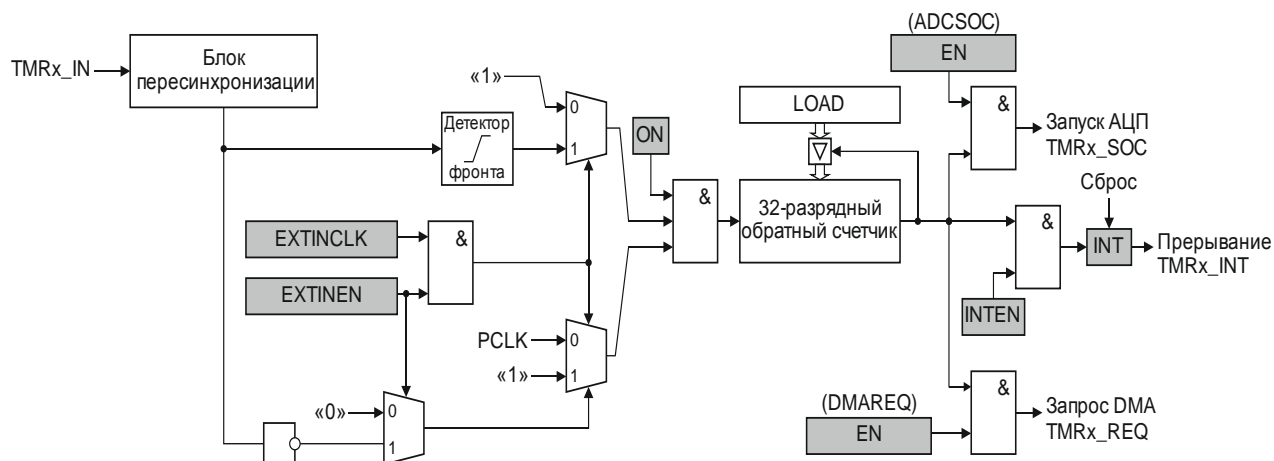 (ADCSOC)
EN
Блок
пересинхронизации
TMRx_IN
«1»
0
1
Детектор
фронта
ON
&
LOAD
32-разрядный
обратный счетчик
&
Запуск АЦП
TMRx_SOC
Сброс
&
INT
Прерывание
TMRx_INT
INTEN
EXTINCLK
&
EXTINEN
PCLK
0
«1»
1
«0»
0
1
(DMAREQ)
EN
&
Запрос DMA
TMRx_REQ